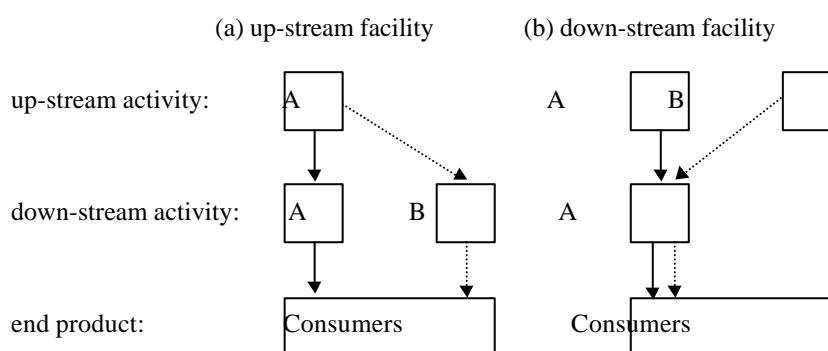 (a) up-stream facility (b) down-stream facility
up-stream activity: A A B
down-stream activity: A B A
end product: Consumers Consumers